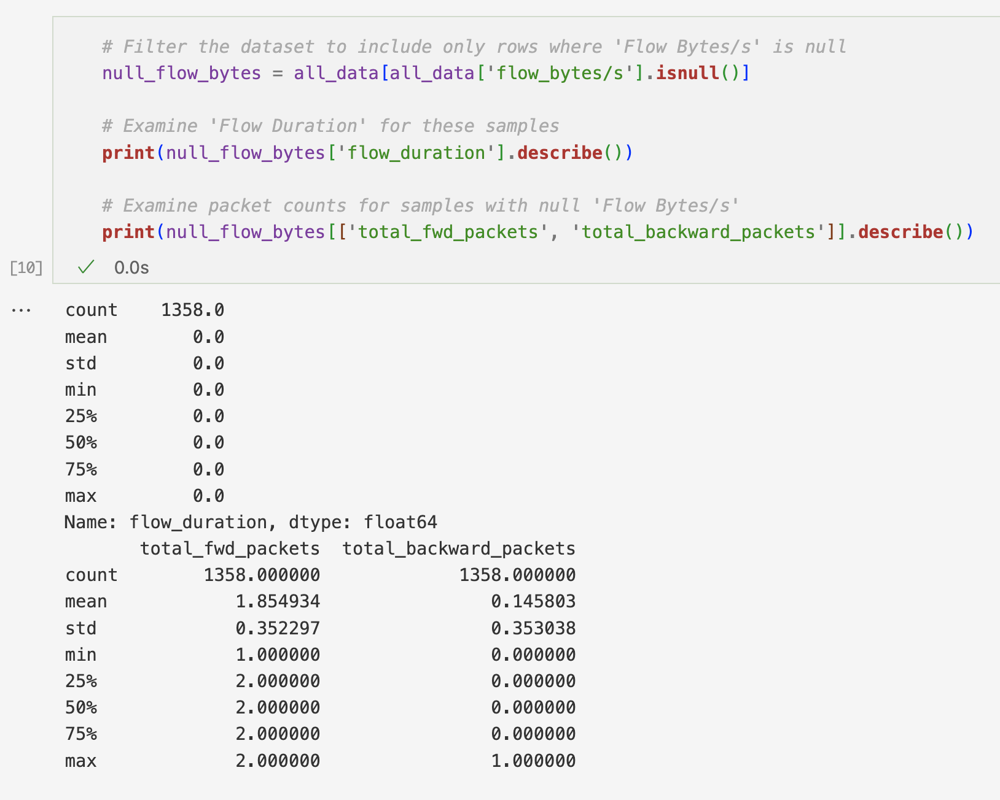 # Filter the dataset to include only rows where 'Flow Bytes/s' is null
null_flow_bytes = all_data[all_data['flow_bytes/s'].isnull()]
# Examine 'Flow Duration' for these samples
print(null_flow_bytes['flow_duration'].describe())
# Examine packet counts for samples with null 'Flow Bytes/s'
print(null_flow_bytes[['total_fwd_packets', 'total_backward_packets']].describe())
[10] ✓ 0.0s
... count 1358.0
mean 0.0
std 0.0
min 0.0
25% 0.0
50% 0.0
75% 0.0
max 0.0
Name: flow_duration, dtype: float64
total_fwd_packets total_backward_packets
count 1358.000000 1358.000000
mean 1.854934 0.145803
std 0.352297 0.353038
min 1.000000 0.000000
25% 2.000000 0.000000
50% 2.000000 0.000000
75% 2.000000 0.000000
max 2.000000 1.000000